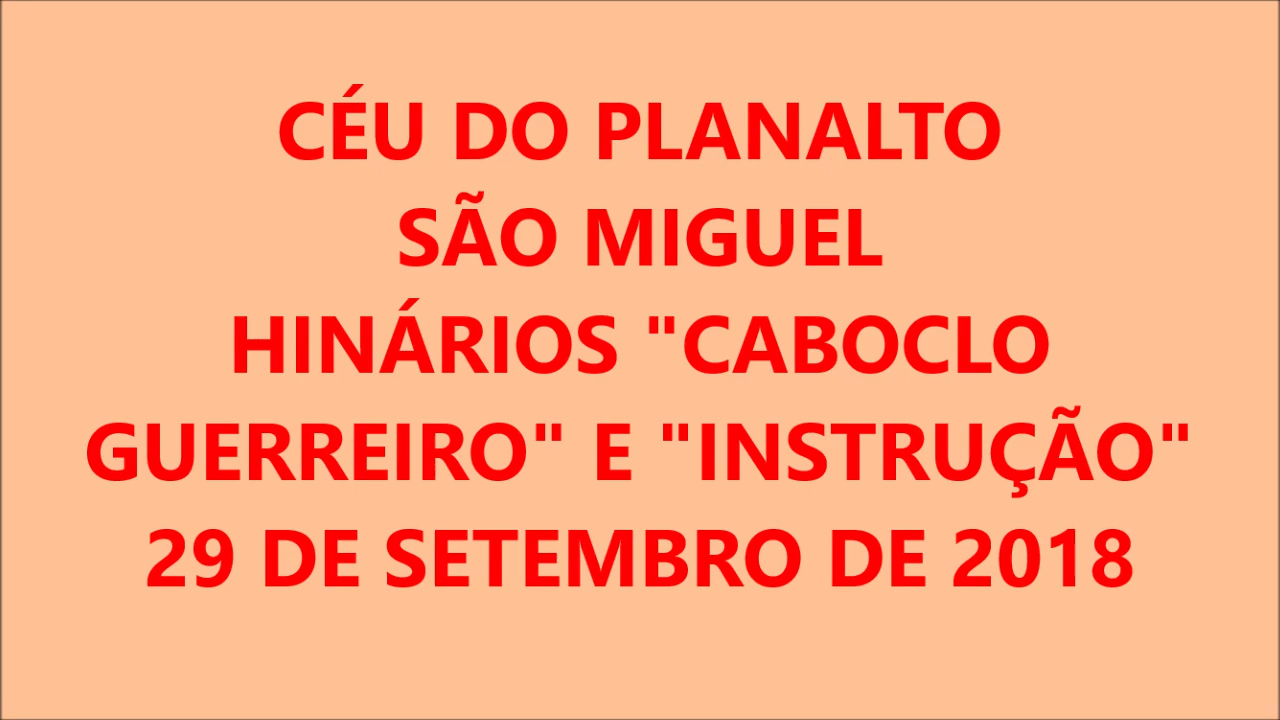 CÉU DO PLANALTO
SÃO MIGUEL
HINÁRIOS "CABOCLO
GUERREIRO" E "INSTRUÇÃO"
29 DE SETEMBRO DE 2018